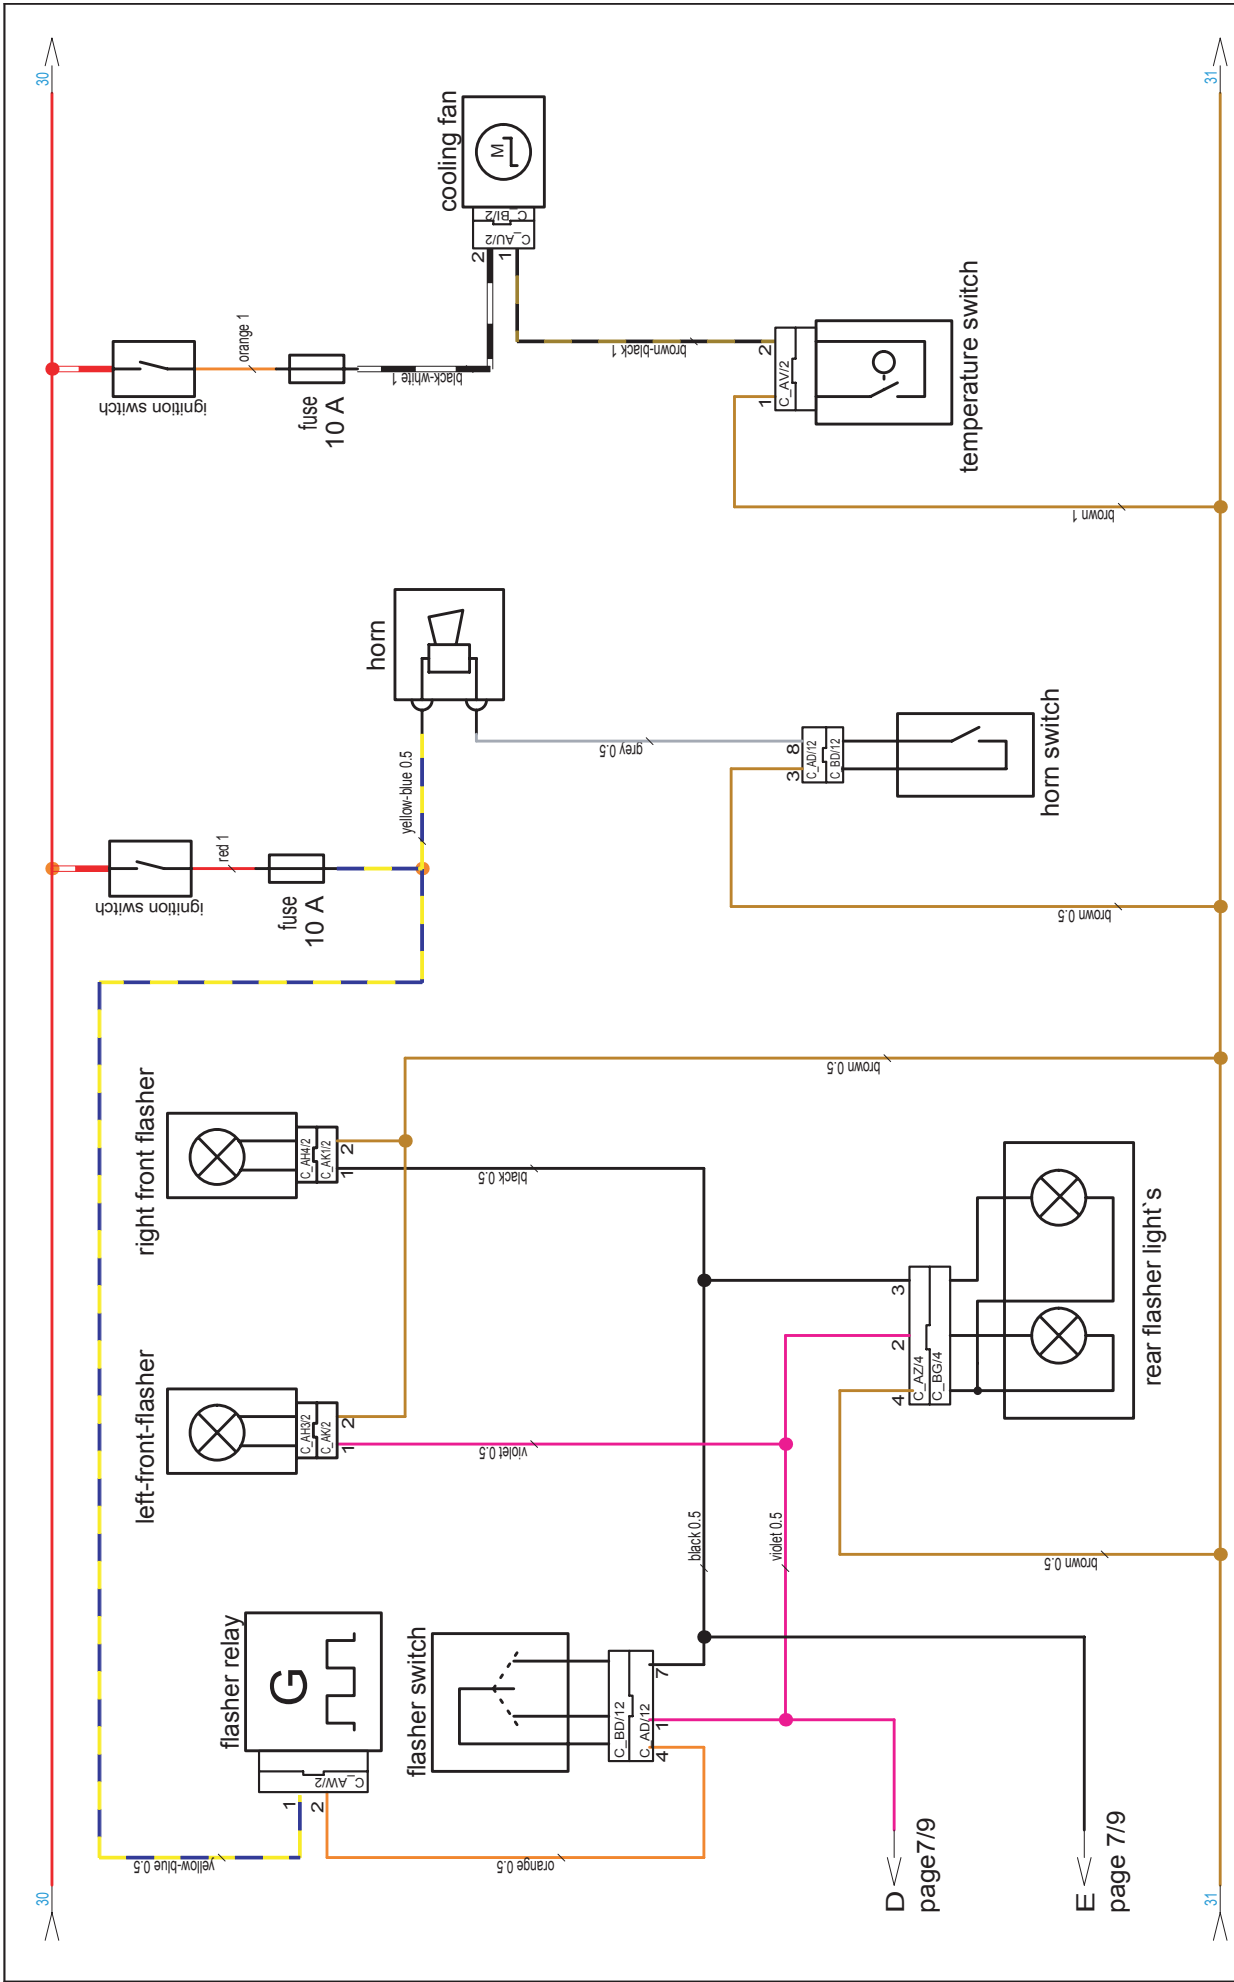 30
30
31
31
flasher relay
G
C_AW/2
1
2
yellow-blue 0.5
orange 0.5
flasher switch
C_BD/12
C_AD/12
4
1
7
D
page7/9
E
page 7/9
left-front-flasher
C_AH3/2
C_AK/2
1
2
violet 0.5
black 0.5
violet 0.5
right front flasher
C_AH4/2
C_AK1/2
1
2
black 0.5
brown 0.5
rear flasher light`s
C_AZ/4
C_BG/4
4
2
3
brown 0.5
ignition switch
red 1
fuse
10 A
yellow-blue 0.5
horn
grey 0.5
horn switch
C_AD/12
C_BD/12
3
8
brown 0.5
ignition switch
orange 1
fuse
10 A
black-white 1
cooling fan
M
C_BI/2
C_AU/2
2
1
brown-black 1
temperature switch
C_AV/2
1
2
brown 1